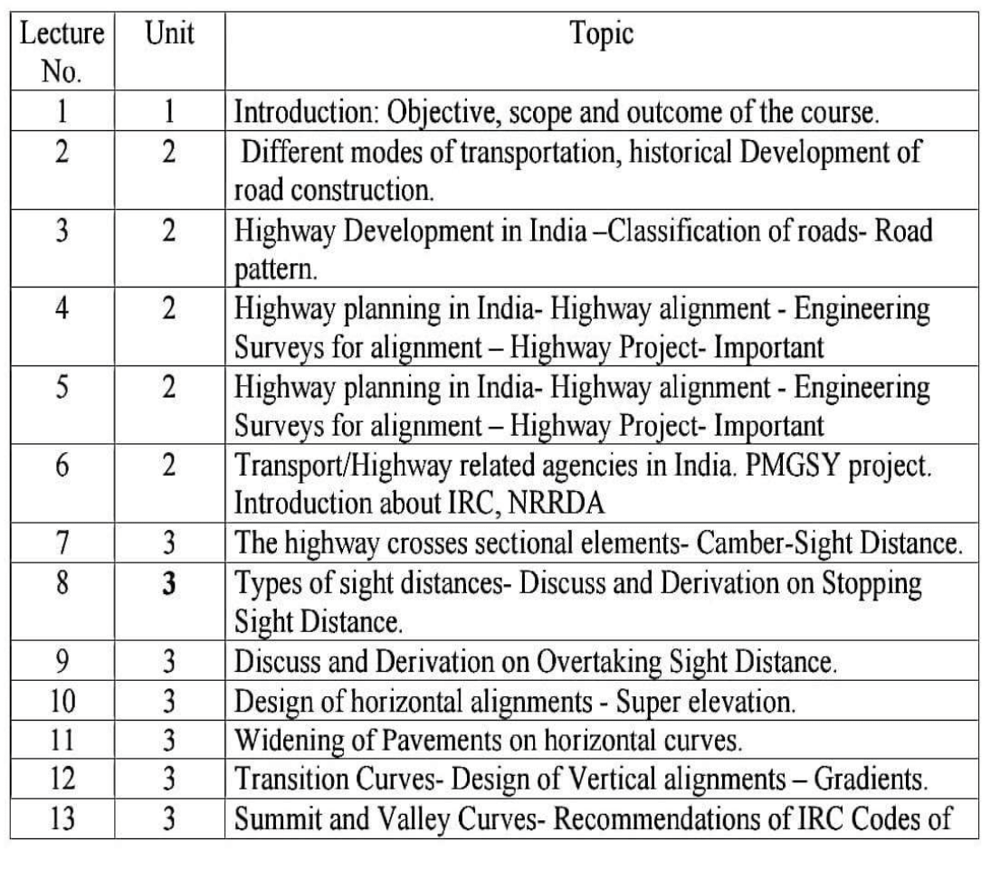 Lecture No. Unit Topic
1 1 Introduction: Objective, scope and outcome of the course.
2 2 Different modes of transportation, historical Development of
road construction.
3 2 Highway Development in India –Classification of roads- Road
pattern.
4 2 Highway planning in India- Highway alignment - Engineering
Surveys for alignment – Highway Project- Important
5 2 Highway planning in India- Highway alignment - Engineering
Surveys for alignment – Highway Project- Important
6 2 Transport/Highway related agencies in India. PMGSY project.
Introduction about IRC, NRRDA
7 3 The highway crosses sectional elements- Camber-Sight Distance.
8 3 Types of sight distances- Discuss and Derivation on Stopping
Sight Distance.
9 3 Discuss and Derivation on Overtaking Sight Distance.
10 3 Design of horizontal alignments - Super elevation.
11 3 Widening of Pavements on horizontal curves.
12 3 Transition Curves- Design of Vertical alignments – Gradients.
13 3 Summit and Valley Curves- Recommendations of IRC Codes of